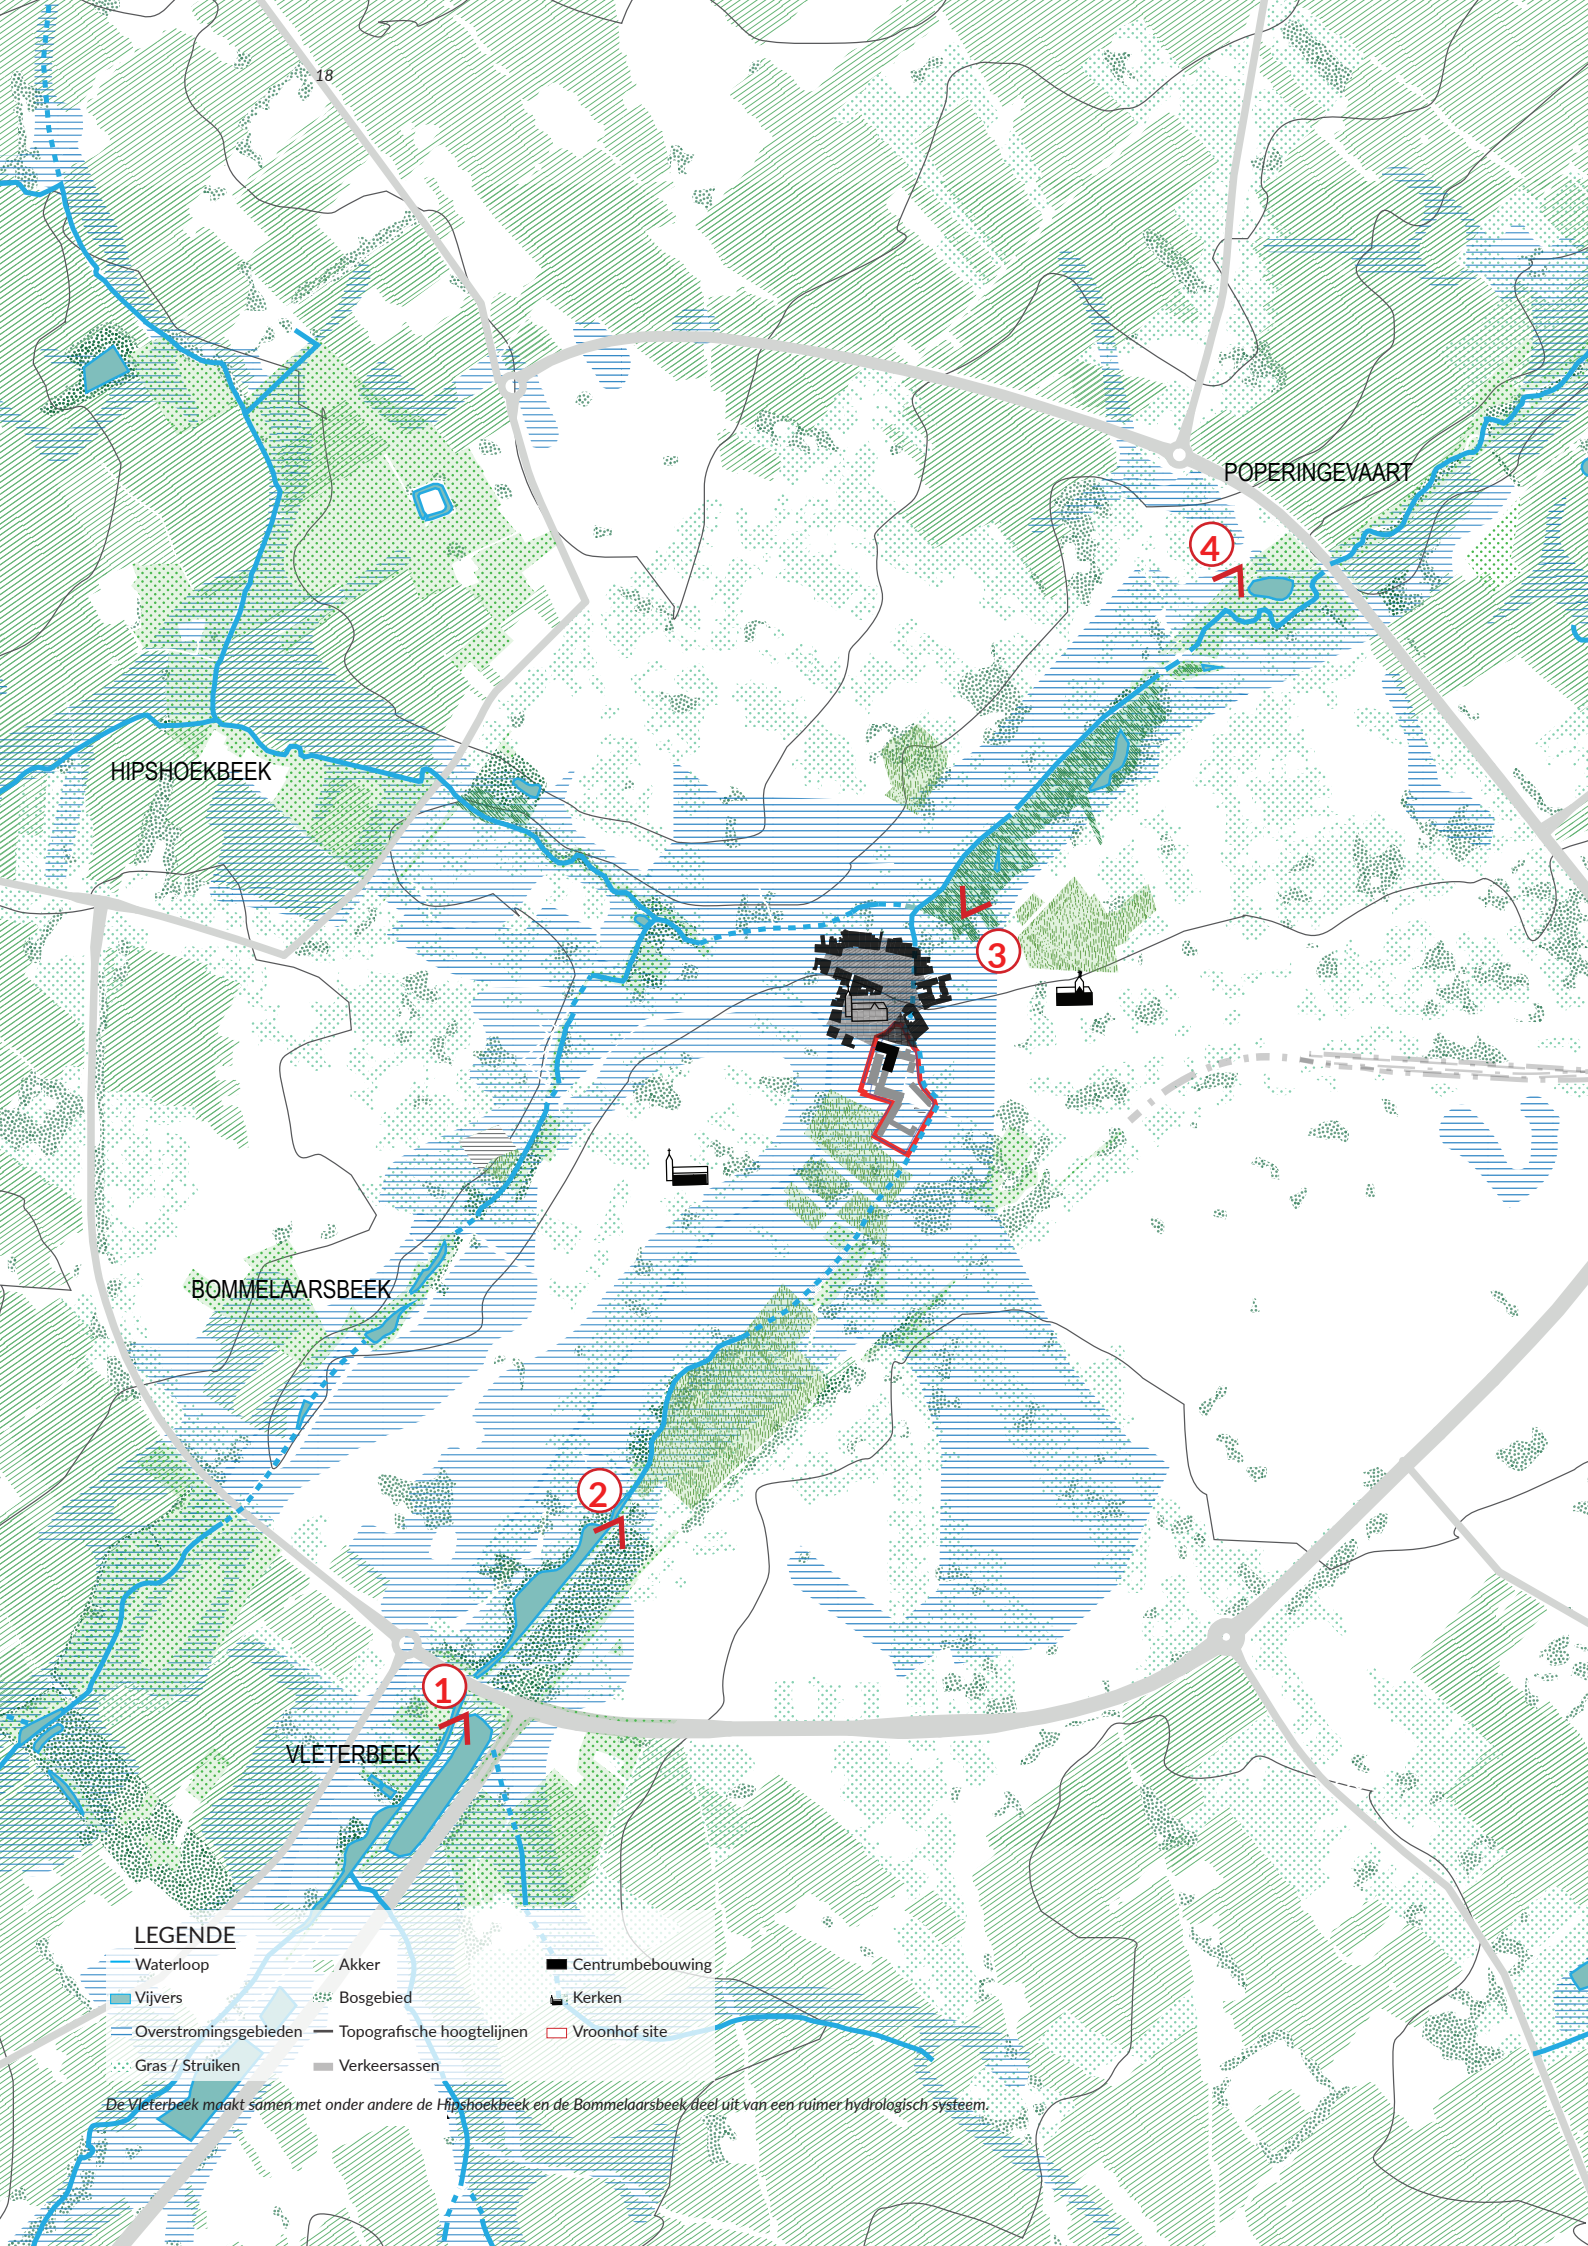 18
POPERINGEVAART
4
HIPSHOEKBEEK
3
BOMMELAARSBEEK
2
1
VLETERBEEK
LEGENDE
Waterloop
Vijvers
Overstromingsgebieden
Gras / Struiken
Akker
Bosgebied
Topografische hoogtelijnen
Verkeersassen
Centrumbebouwing
Kerken
Vroonhof site
De Vleterbeek maakt samen met onder andere de Hipshoekbeek en de Bommelaarsbeek deel uit van een ruimer hydrologisch systeem.